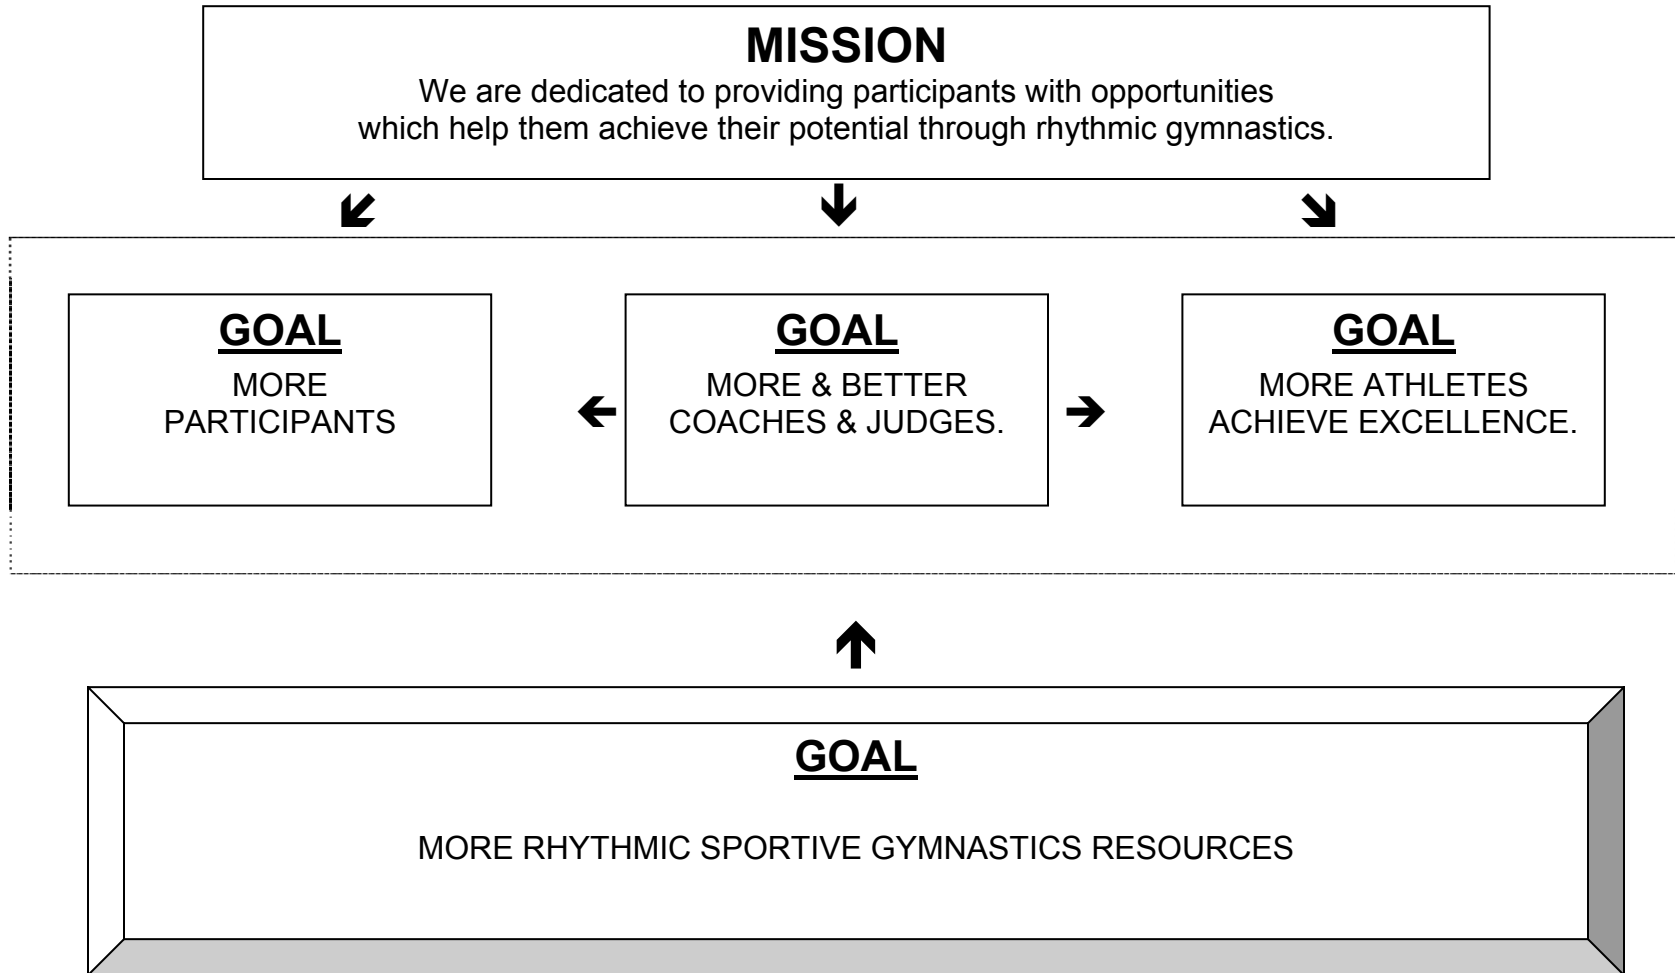 MISSION
We are dedicated to providing participants with opportunities
which help them achieve their potential through rhythmic gymnastics.
GOAL
MORE
PARTICIPANTS
GOAL
MORE & BETTER
COACHES & JUDGES.
GOAL
MORE ATHLETES
ACHIEVE EXCELLENCE.
GOAL
MORE RHYTHMIC SPORTIVE GYMNASTICS RESOURCES